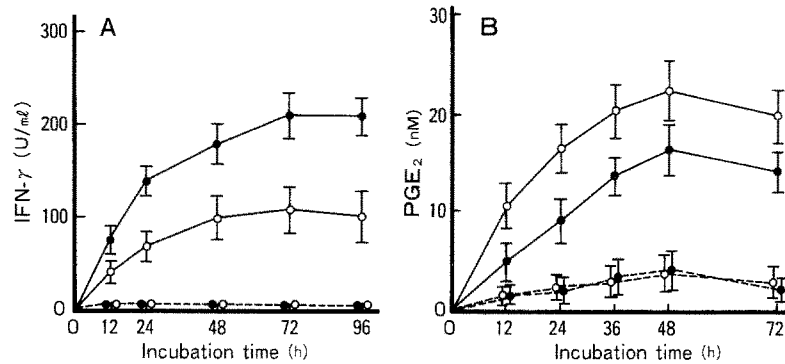 A
300
200
100
0
IFN-γ (U/ml)
0 12 24 48 72 96
Incubation time (h)
B
30
20
10
0
PGE₂ (nM)
0 12 24 36 48 72
Incubation time (h)